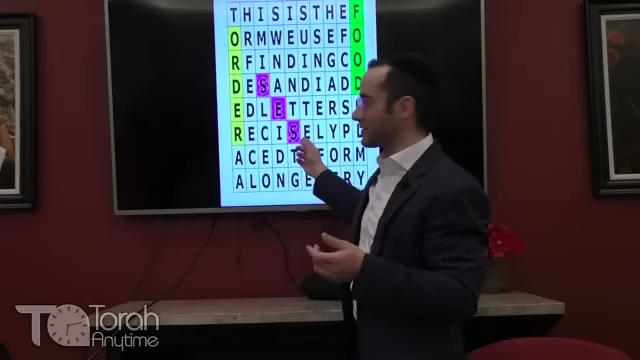 THISISTHEF
ORMWEUSEFO
RFINDINGCO
DESANDIADD
EDLETTERS
RECISELYPL
ACEDT FORM
ALONGE RY
Torah
Anytime